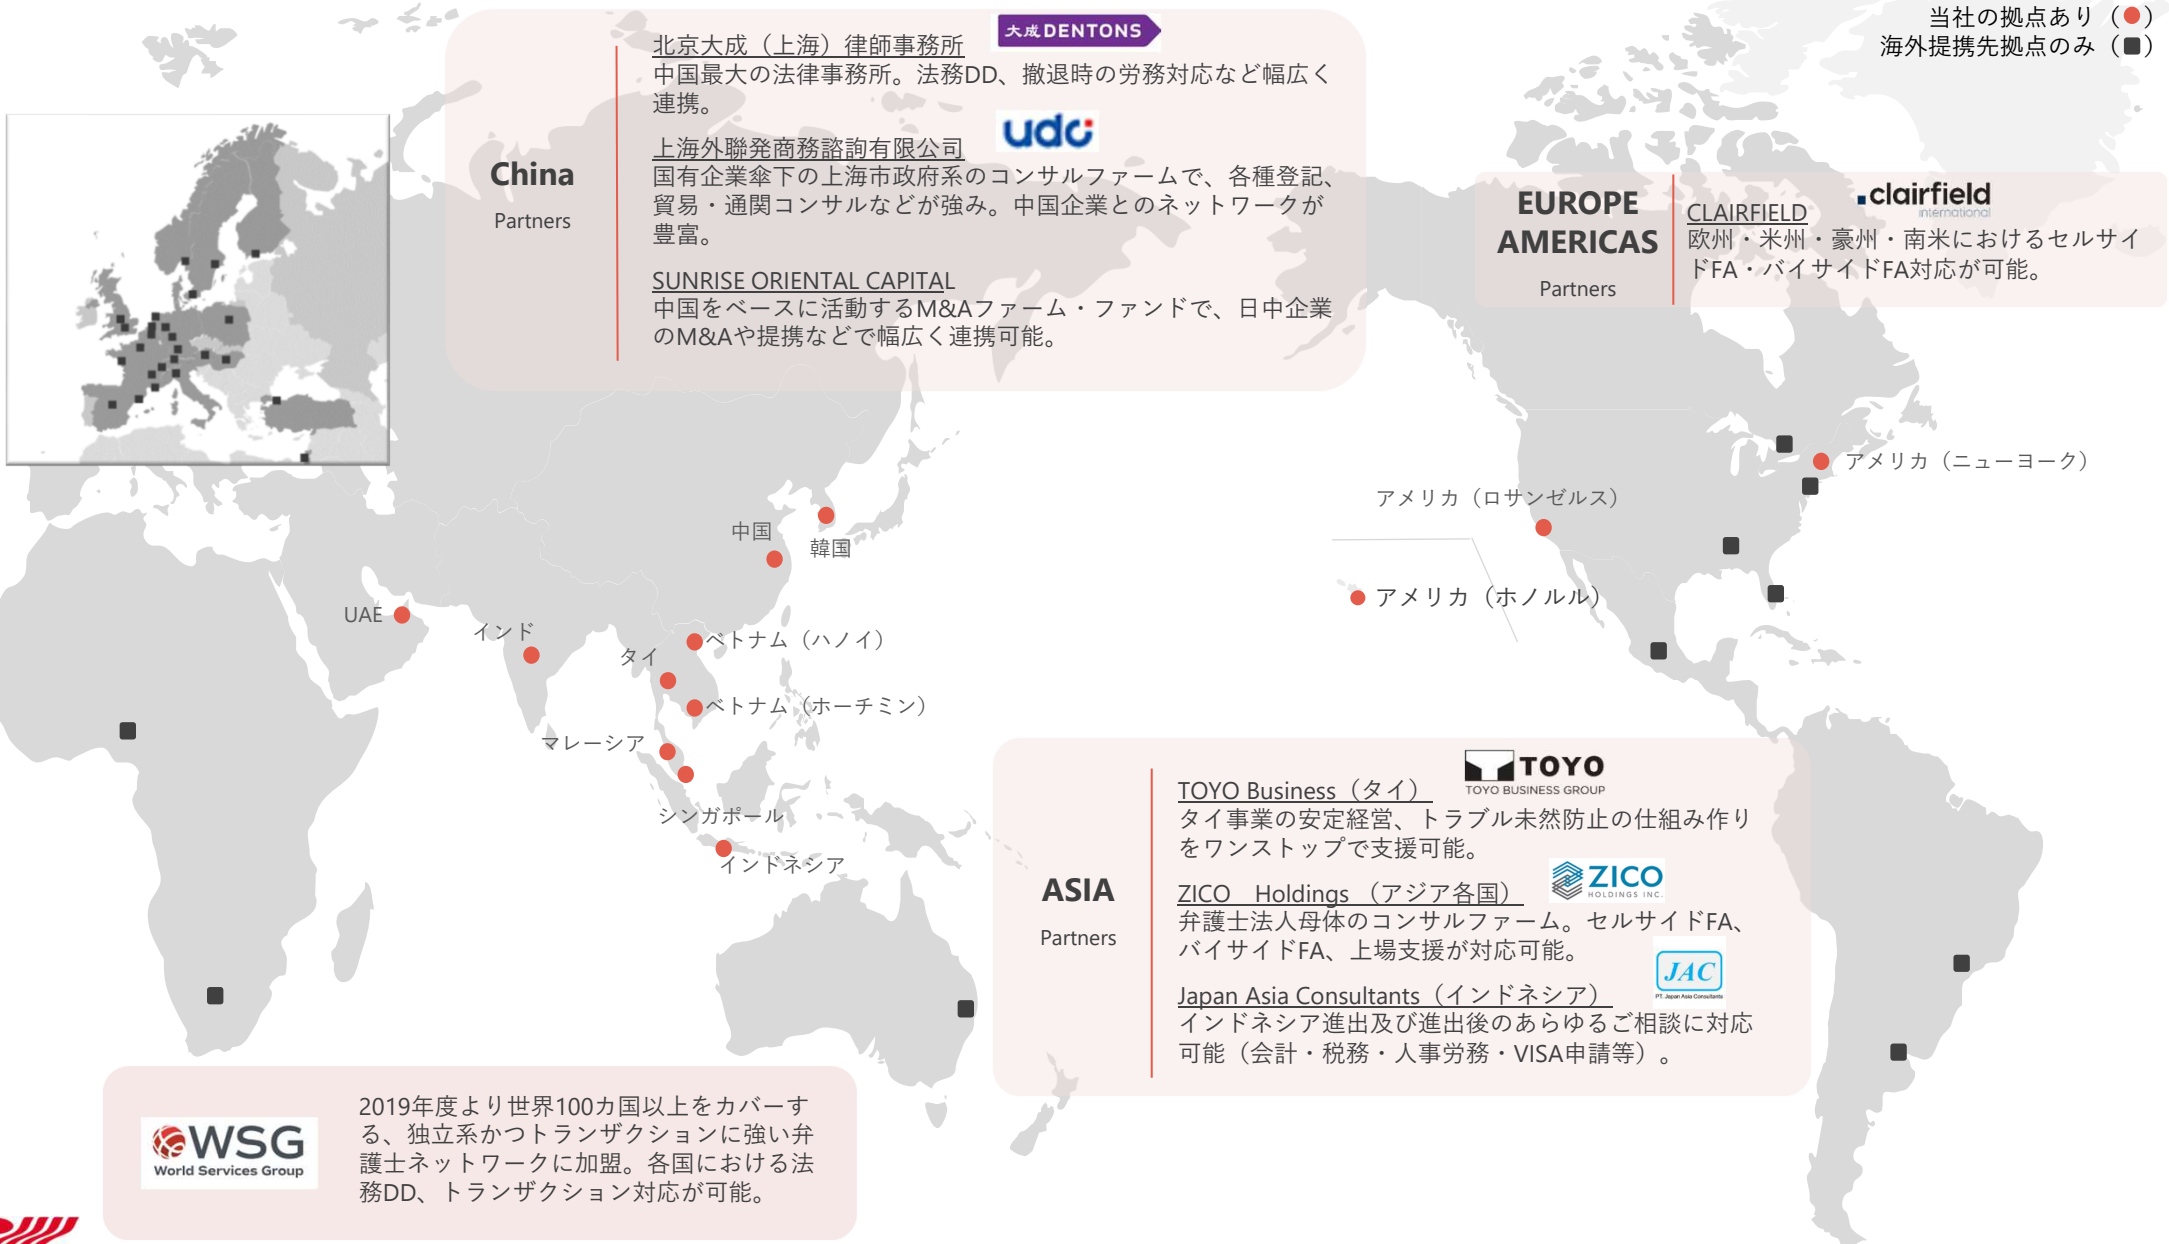 当社の拠点あり（●）
海外提携先拠点のみ（■）
大成DENTONS
北京大成（上海）律師事務所
中国最大の法律事務所。法務DD、撤退時の労務対応など幅広く
連携。
udc
上海外聯発商務諮詢有限公司
国有企業傘下の上海市政府系のコンサルファームで、各種登記、
貿易・通関コンサルなどが強み。中国企業とのネットワークが
豊富。
SUNRISE ORIENTAL CAPITAL
中国をベースに活動するM&Aファーム・ファンドで、日中企業
のM&Aや提携などで幅広く連携可能。
China
Partners
EUROPE
AMERICAS
Partners
clairfield
international
CLAIRFIELD
欧州・米州・豪州・南米におけるセルサイ
ドFA・バイサイドFA対応が可能。
アメリカ（ニューヨーク）
アメリカ（ロサンゼルス）
アメリカ（ホノルル）
中国
韓国
UAE
インド
タイ
ベトナム（ハノイ）
ベトナム（ホーチミン）
マレーシア
シンガポール
インドネシア
ASIA
Partners
TOYO
TOYO BUSINESS GROUP
TOYO Business（タイ）
タイ事業の安定経営、トラブル未然防止の仕組み作り
をワンストップで支援可能。
ZICO
HOLDINGS INC.
ZICO　Holdings （アジア各国）
弁護士法人母体のコンサルファーム。セルサイドFA、
バイサイドFA、上場支援が対応可能。
JAC
PT. Japan Asia Consultants
Japan Asia Consultants（インドネシア）
インドネシア進出及び進出後のあらゆるご相談に対応
可能（会計・税務・人事労務・VISA申請等）。
WSG
World Services Group
2019年度より世界100カ国以上をカバーす
る、独立系かつトランザクションに強い弁
護士ネットワークに加盟。各国における法
務DD、トランザクション対応が可能。